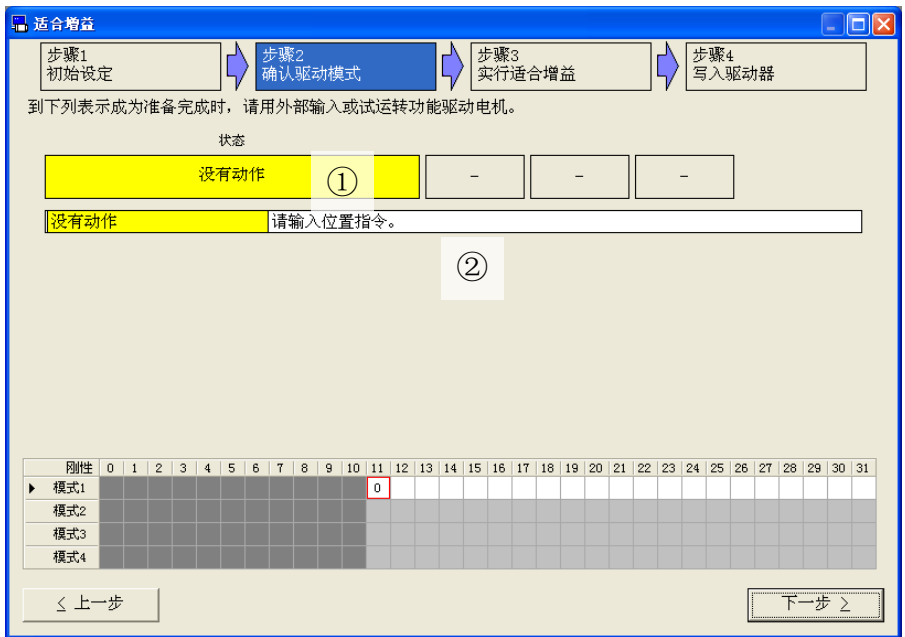 适合增益
步骤1
初始设定
步骤2
确认驱动模式
步骤3
实行适合增益
步骤4
写入驱动器
到下列表示成为准备完成时，请用外部输入或试运转功能驱动电机。
状态
没有动作 ① - - -
没有动作 请输入位置指令。
②
刚性 0 1 2 3 4 5 6 7 8 9 10 11 12 13 14 15 16 17 18 19 20 21 22 23 24 25 26 27 28 29 30 31
模式1 0
模式2
模式3
模式4
< 上一步 下一步 >